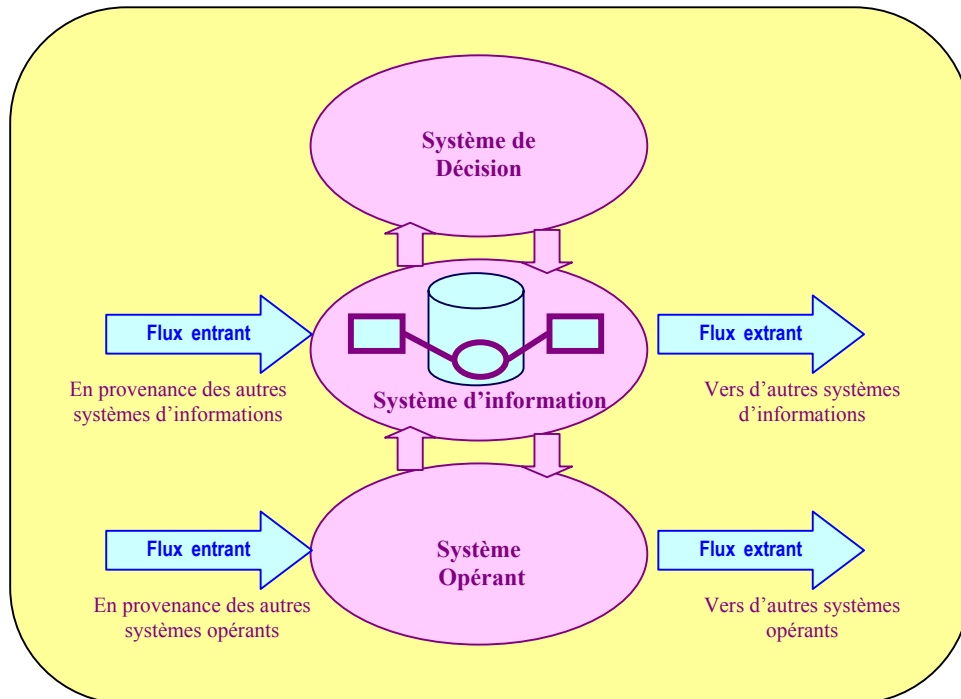 Système de
Décision
Flux entrant
Flux extrant
En provenance des autres
systèmes d’informations
Système d’information
Vers d’autres systèmes
d’informations
Flux entrant
Système
Opérant
Flux extrant
En provenance des autres
systèmes opérants
Vers d’autres systèmes
opérants